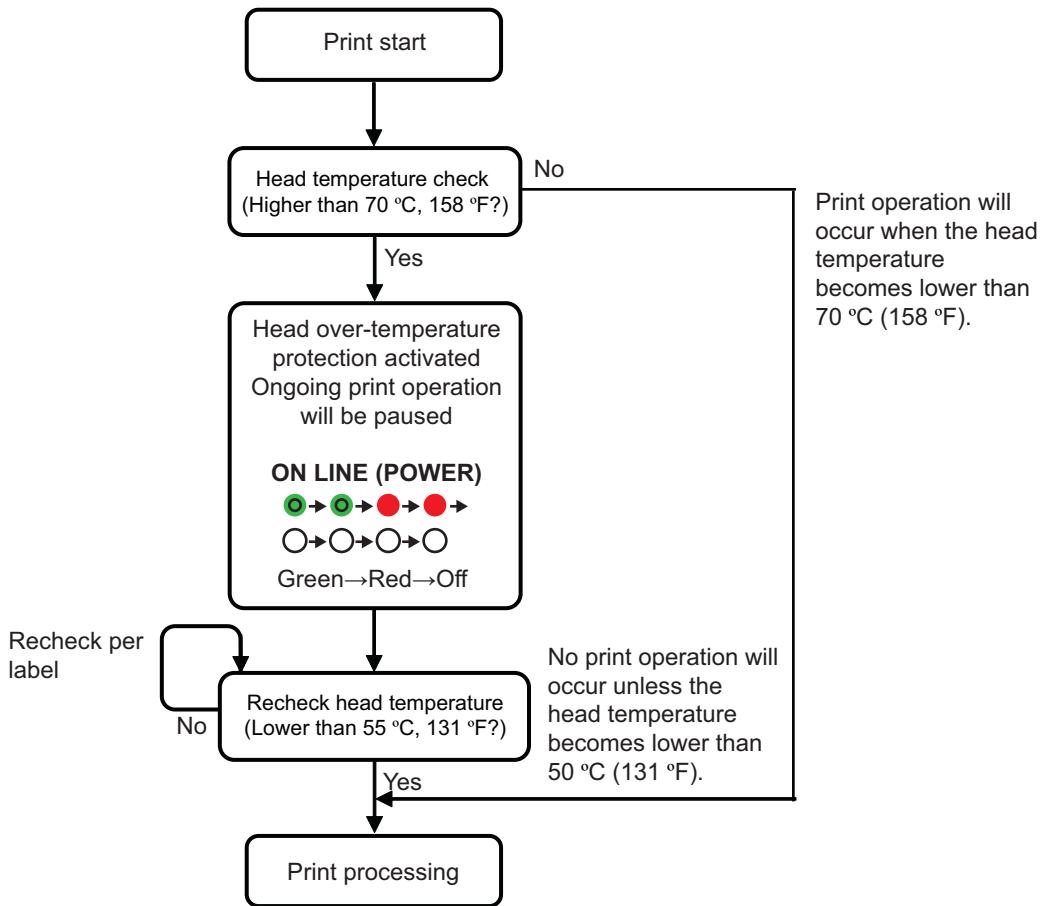 Print start
Head temperature check
(Higher than 70 ºC, 158 ºF?)
No
Print operation will
occur when the head
temperature
becomes lower than
70 ºC (158 ºF).
Yes
Head over-temperature
protection activated
Ongoing print operation
will be paused
ON LINE (POWER)
Green→Red→Off
Recheck per
label
No
Recheck head temperature
(Lower than 55 ºC, 131 ºF?)
No print operation will
occur unless the
head temperature
becomes lower than
50 ºC (131 ºF).
Yes
Print processing